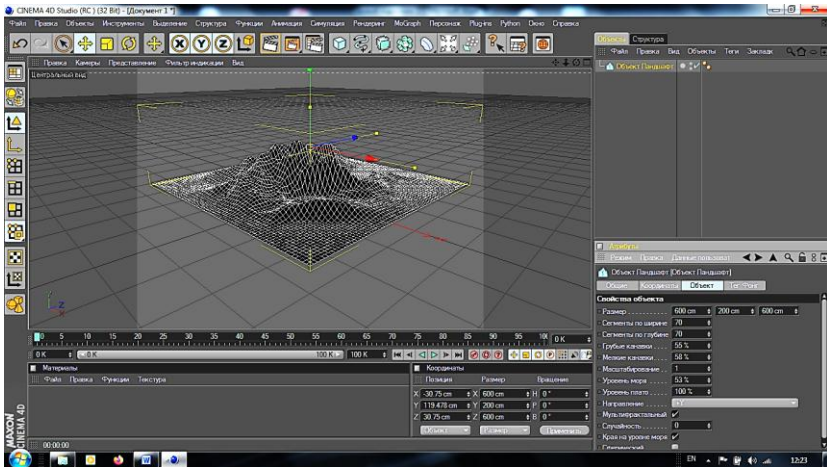 CINEMA 4D Studio (RC) (32 Bit) - [Документ 1 *]
Файл Правка Объекты Инструменты Выделение Структура Функции Анимация Симуляция Рендеринг MoGraph Персонаж Plug-ins Python Окно Справка
Объекты Структура
Файл Правка Вид Объекты Теги Закладк
Объект Ландшафт
Правка Камеры Представление Фильтр индикации Вид
Центральный вид
Атрибуты
Режим Правка Данные пользоват
Объект Ландшафт [Объект Ландшафт]
Общие Координаты Объект Тег Фонг
Свойства объекта
Размер 600 cm 200 cm 600 cm
Сегменты по ширине 70
Сегменты по глубине 70
Грубые канавки 55 %
Мелкие канавки 58 %
Масштабирование 1
Уровень моря 53 %
Уровень плато 100 %
Направление +Y
Мультифрактальный
Случайность 0
Края на уровне моря
Сферический
0 5 10 15 20 25 30 35 40 45 50 55 60 65 70 75 80 85 90 95 0 K
0 K 0 K 100 K 100 K
Материалы
Файл Правка Функции Текстура
Координаты
Позиция Размер Вращение
X -30.75 cm X 600 cm H 0°
Y 119.478 cm Y 200 cm P 0°
Z 30.75 cm Z 600 cm B 0°
Объект Размер Применить
MAXON CINEMA 4D
00:00:00
EN 12:23